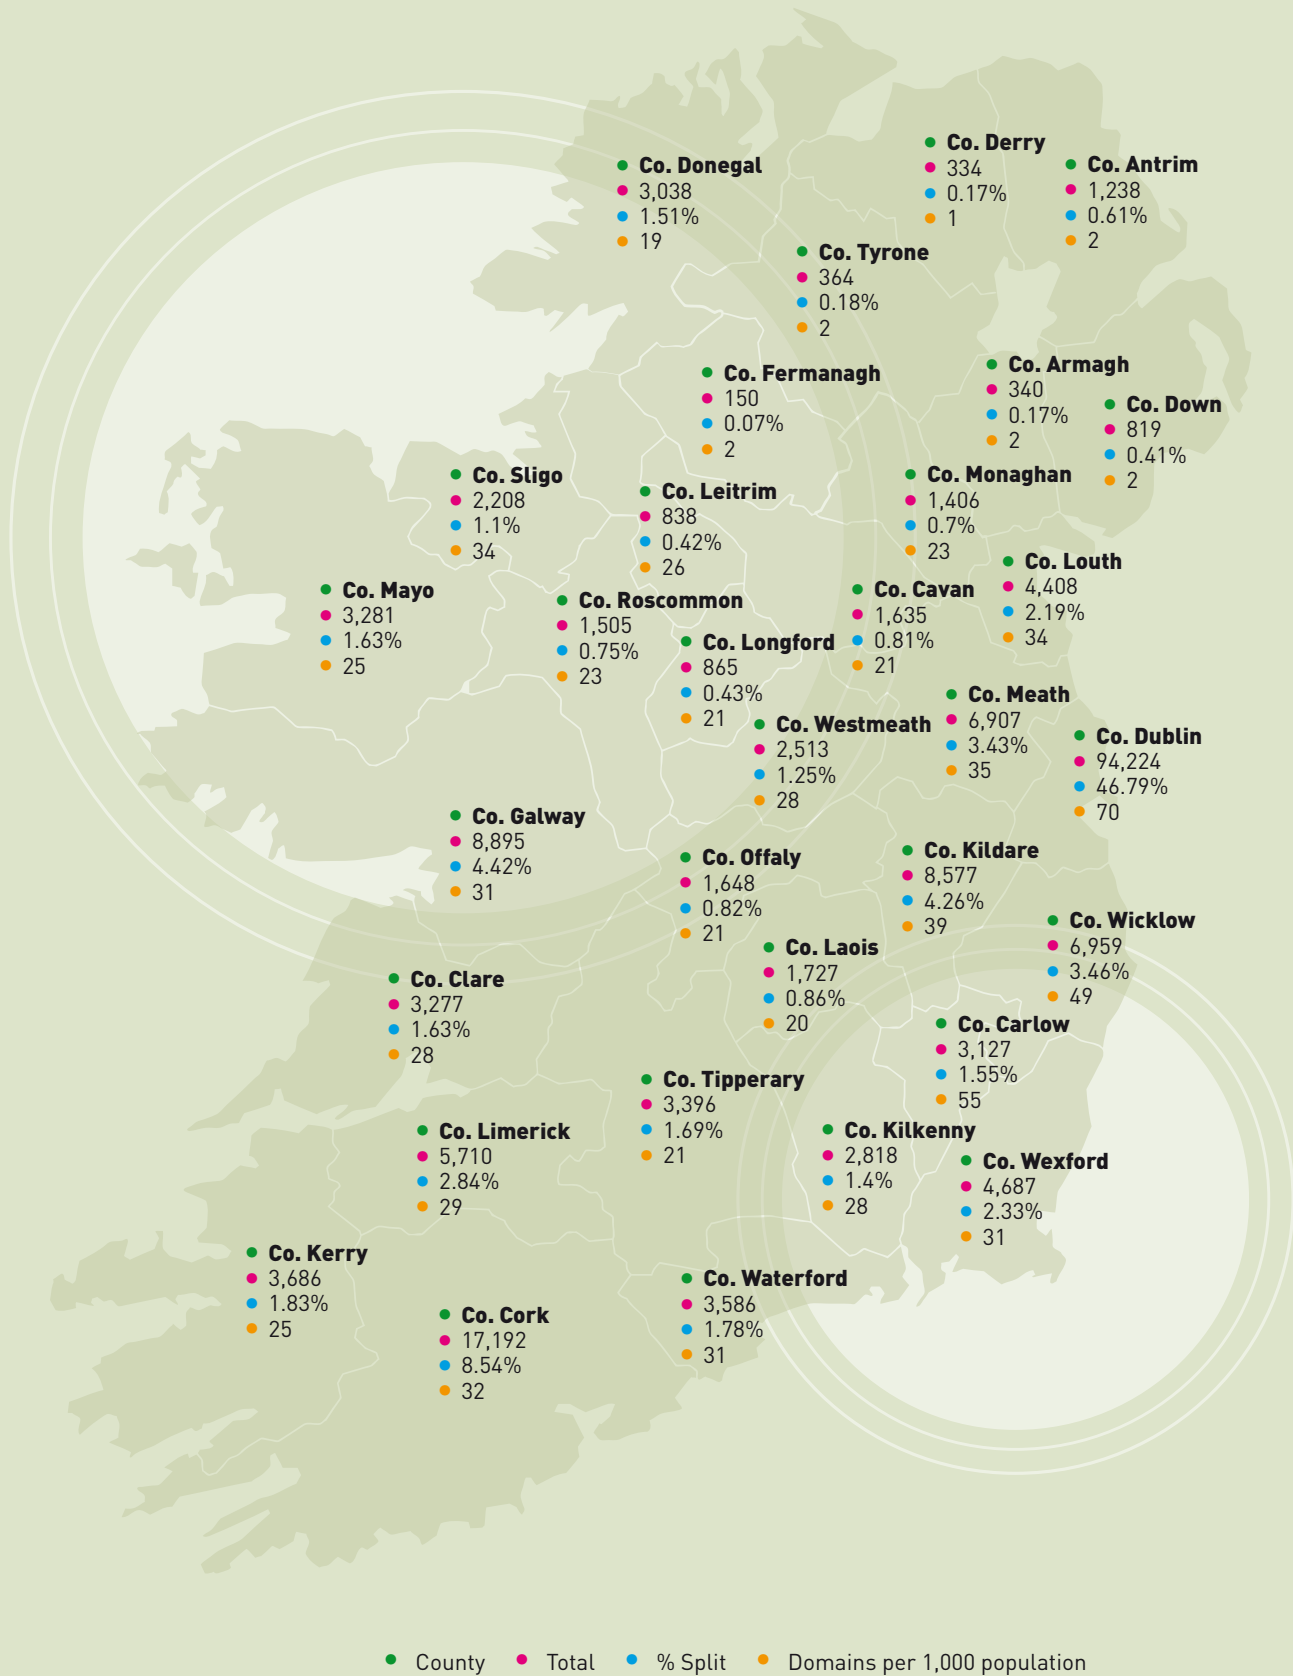 Co. Derry
334
0.17%
1
Co. Antrim
1,238
0.61%
2
Co. Donegal
3,038
1.51%
19
Co. Tyrone
364
0.18%
2
Co. Fermanagh
150
0.07%
2
Co. Armagh
340
0.17%
2
Co. Down
819
0.41%
2
Co. Sligo
2,208
1.1%
34
Co. Leitrim
838
0.42%
26
Co. Monaghan
1,406
0.7%
23
Co. Louth
4,408
2.19%
34
Co. Mayo
3,281
1.63%
25
Co. Roscommon
1,505
0.75%
23
Co. Longford
865
0.43%
21
Co. Cavan
1,635
0.81%
21
Co. Westmeath
2,513
1.25%
28
Co. Meath
6,907
3.43%
35
Co. Dublin
94,224
46.79%
70
Co. Galway
8,895
4.42%
31
Co. Offaly
1,648
0.82%
21
Co. Kildare
8,577
4.26%
39
Co. Wicklow
6,959
3.46%
49
Co. Laois
1,727
0.86%
20
Co. Clare
3,277
1.63%
28
Co. Carlow
3,127
1.55%
55
Co. Tipperary
3,396
1.69%
21
Co. Limerick
5,710
2.84%
29
Co. Kilkenny
2,818
1.4%
28
Co. Wexford
4,687
2.33%
31
Co. Kerry
3,686
1.83%
25
Co. Cork
17,192
8.54%
32
Co. Waterford
3,586
1.78%
31
County Total % Split Domains per 1,000 population